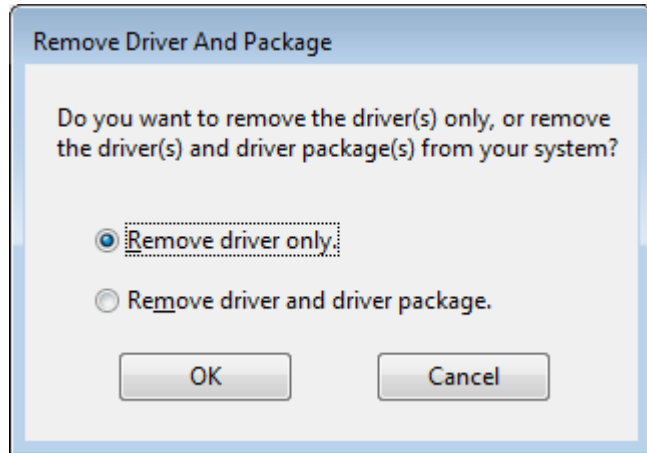 Remove Driver And Package
Do you want to remove the driver(s) only, or remove
the driver(s) and driver package(s) from your system?
Remove driver only.
Remove driver and driver package.
OK
Cancel